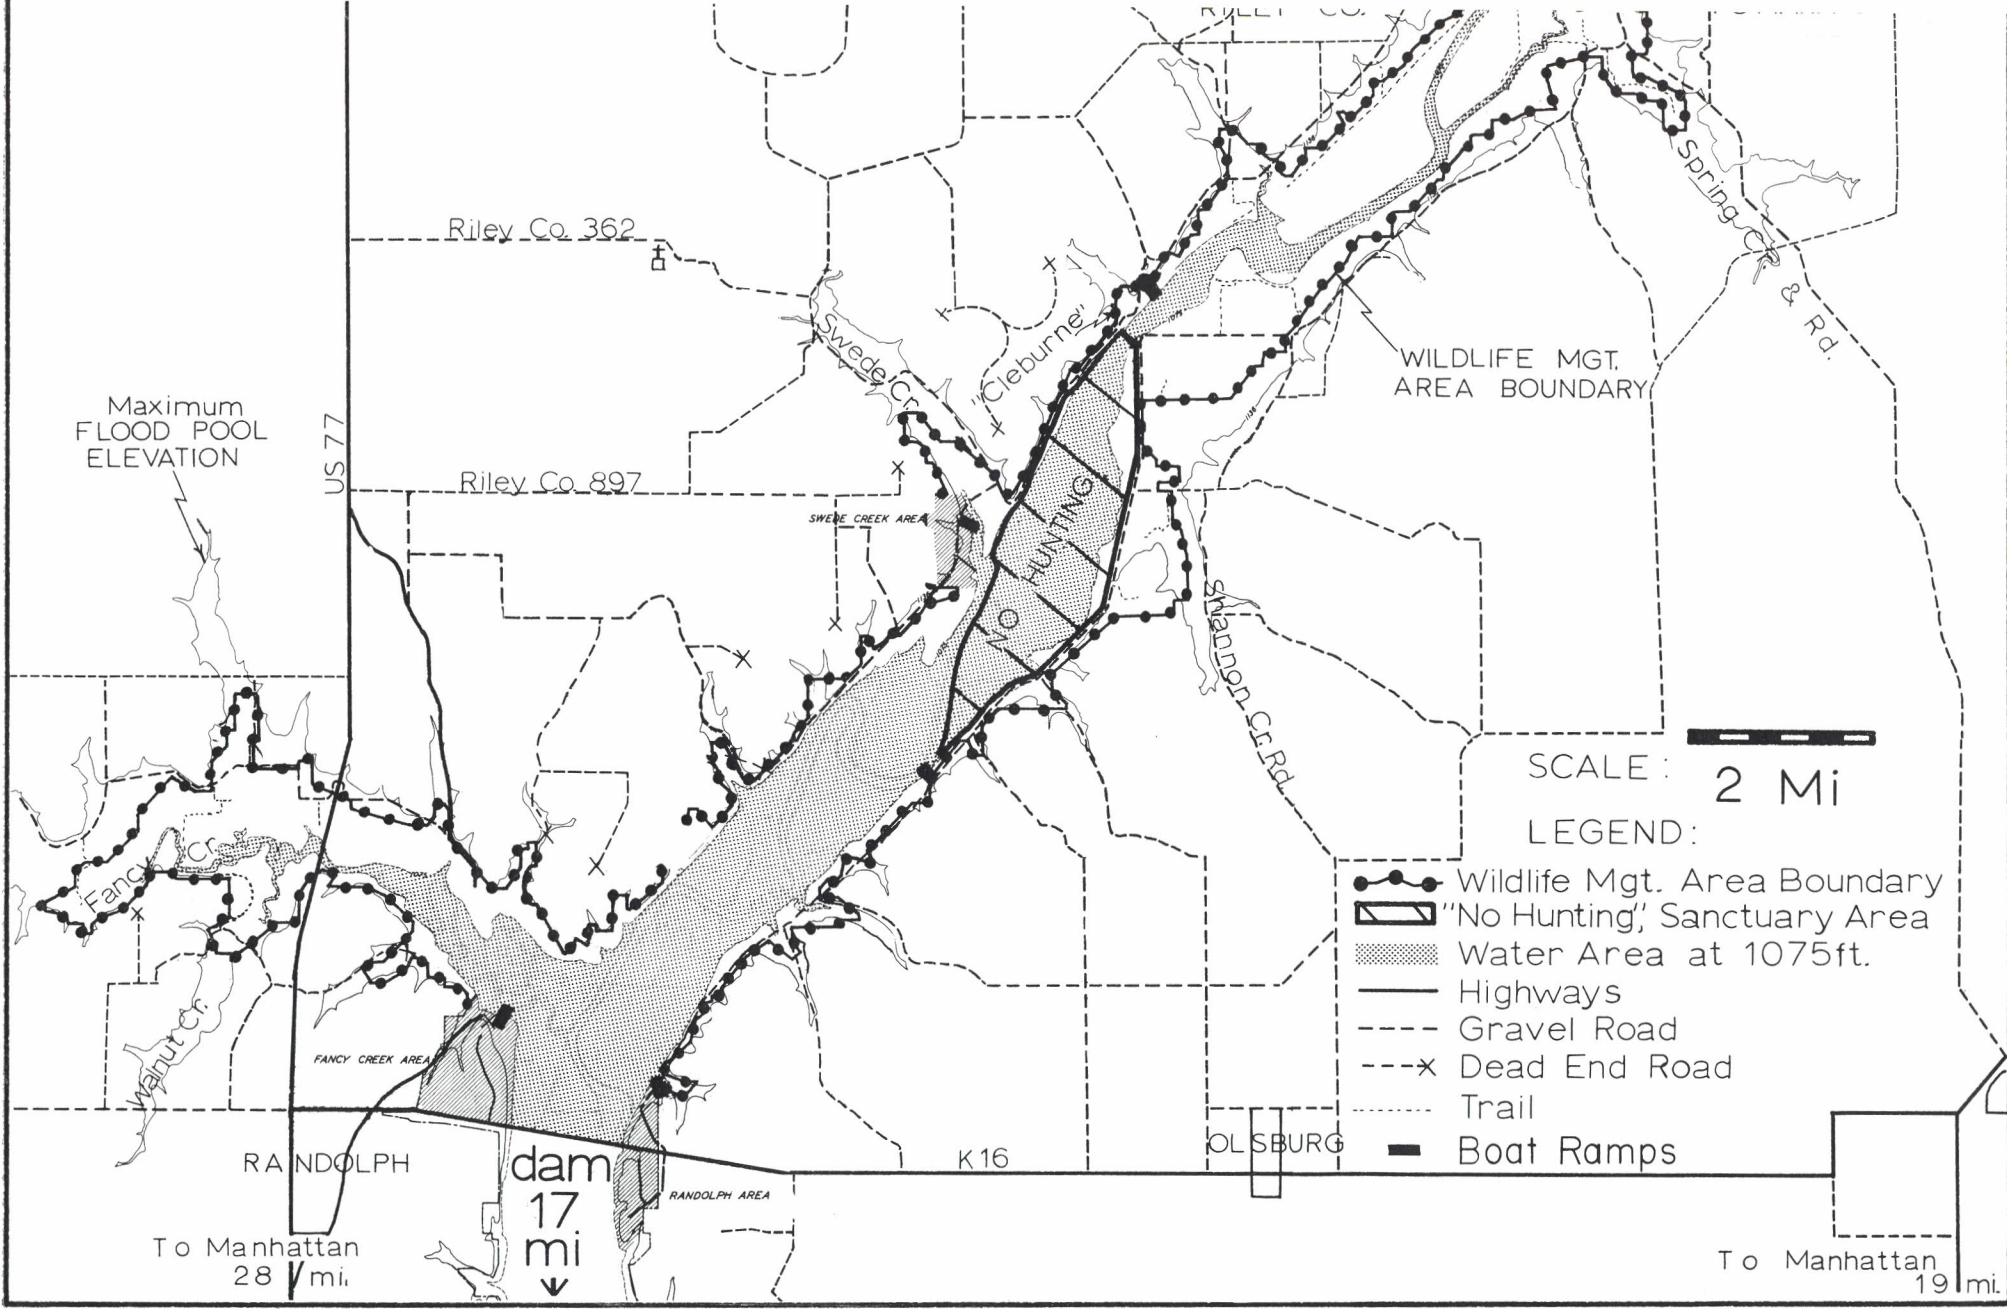 RILEY CO.
Riley Co. 362
Spring Cr. & Rd.
Swede Cr.
"Cleburne"
WILDLIFE MGT.
AREA BOUNDARY
Maximum
FLOOD POOL
ELEVATION
US 77
Riley Co. 897
SWEDE CREEK AREA
NO HUNTING
Shannon Cr. Rd.
Fancy Cr.
Walnut Cr.
FANCY CREEK AREA
SCALE:
2 Mi
LEGEND:
Wildlife Mgt. Area Boundary
"No Hunting", Sanctuary Area
Water Area at 1075ft.
Highways
Gravel Road
Dead End Road
Trail
Boat Ramps
RANDOLPH
dam
17
mi
K16
OLSBURG
RANDOLPH AREA
To Manhattan
28 mi.
To Manhattan
19 mi.